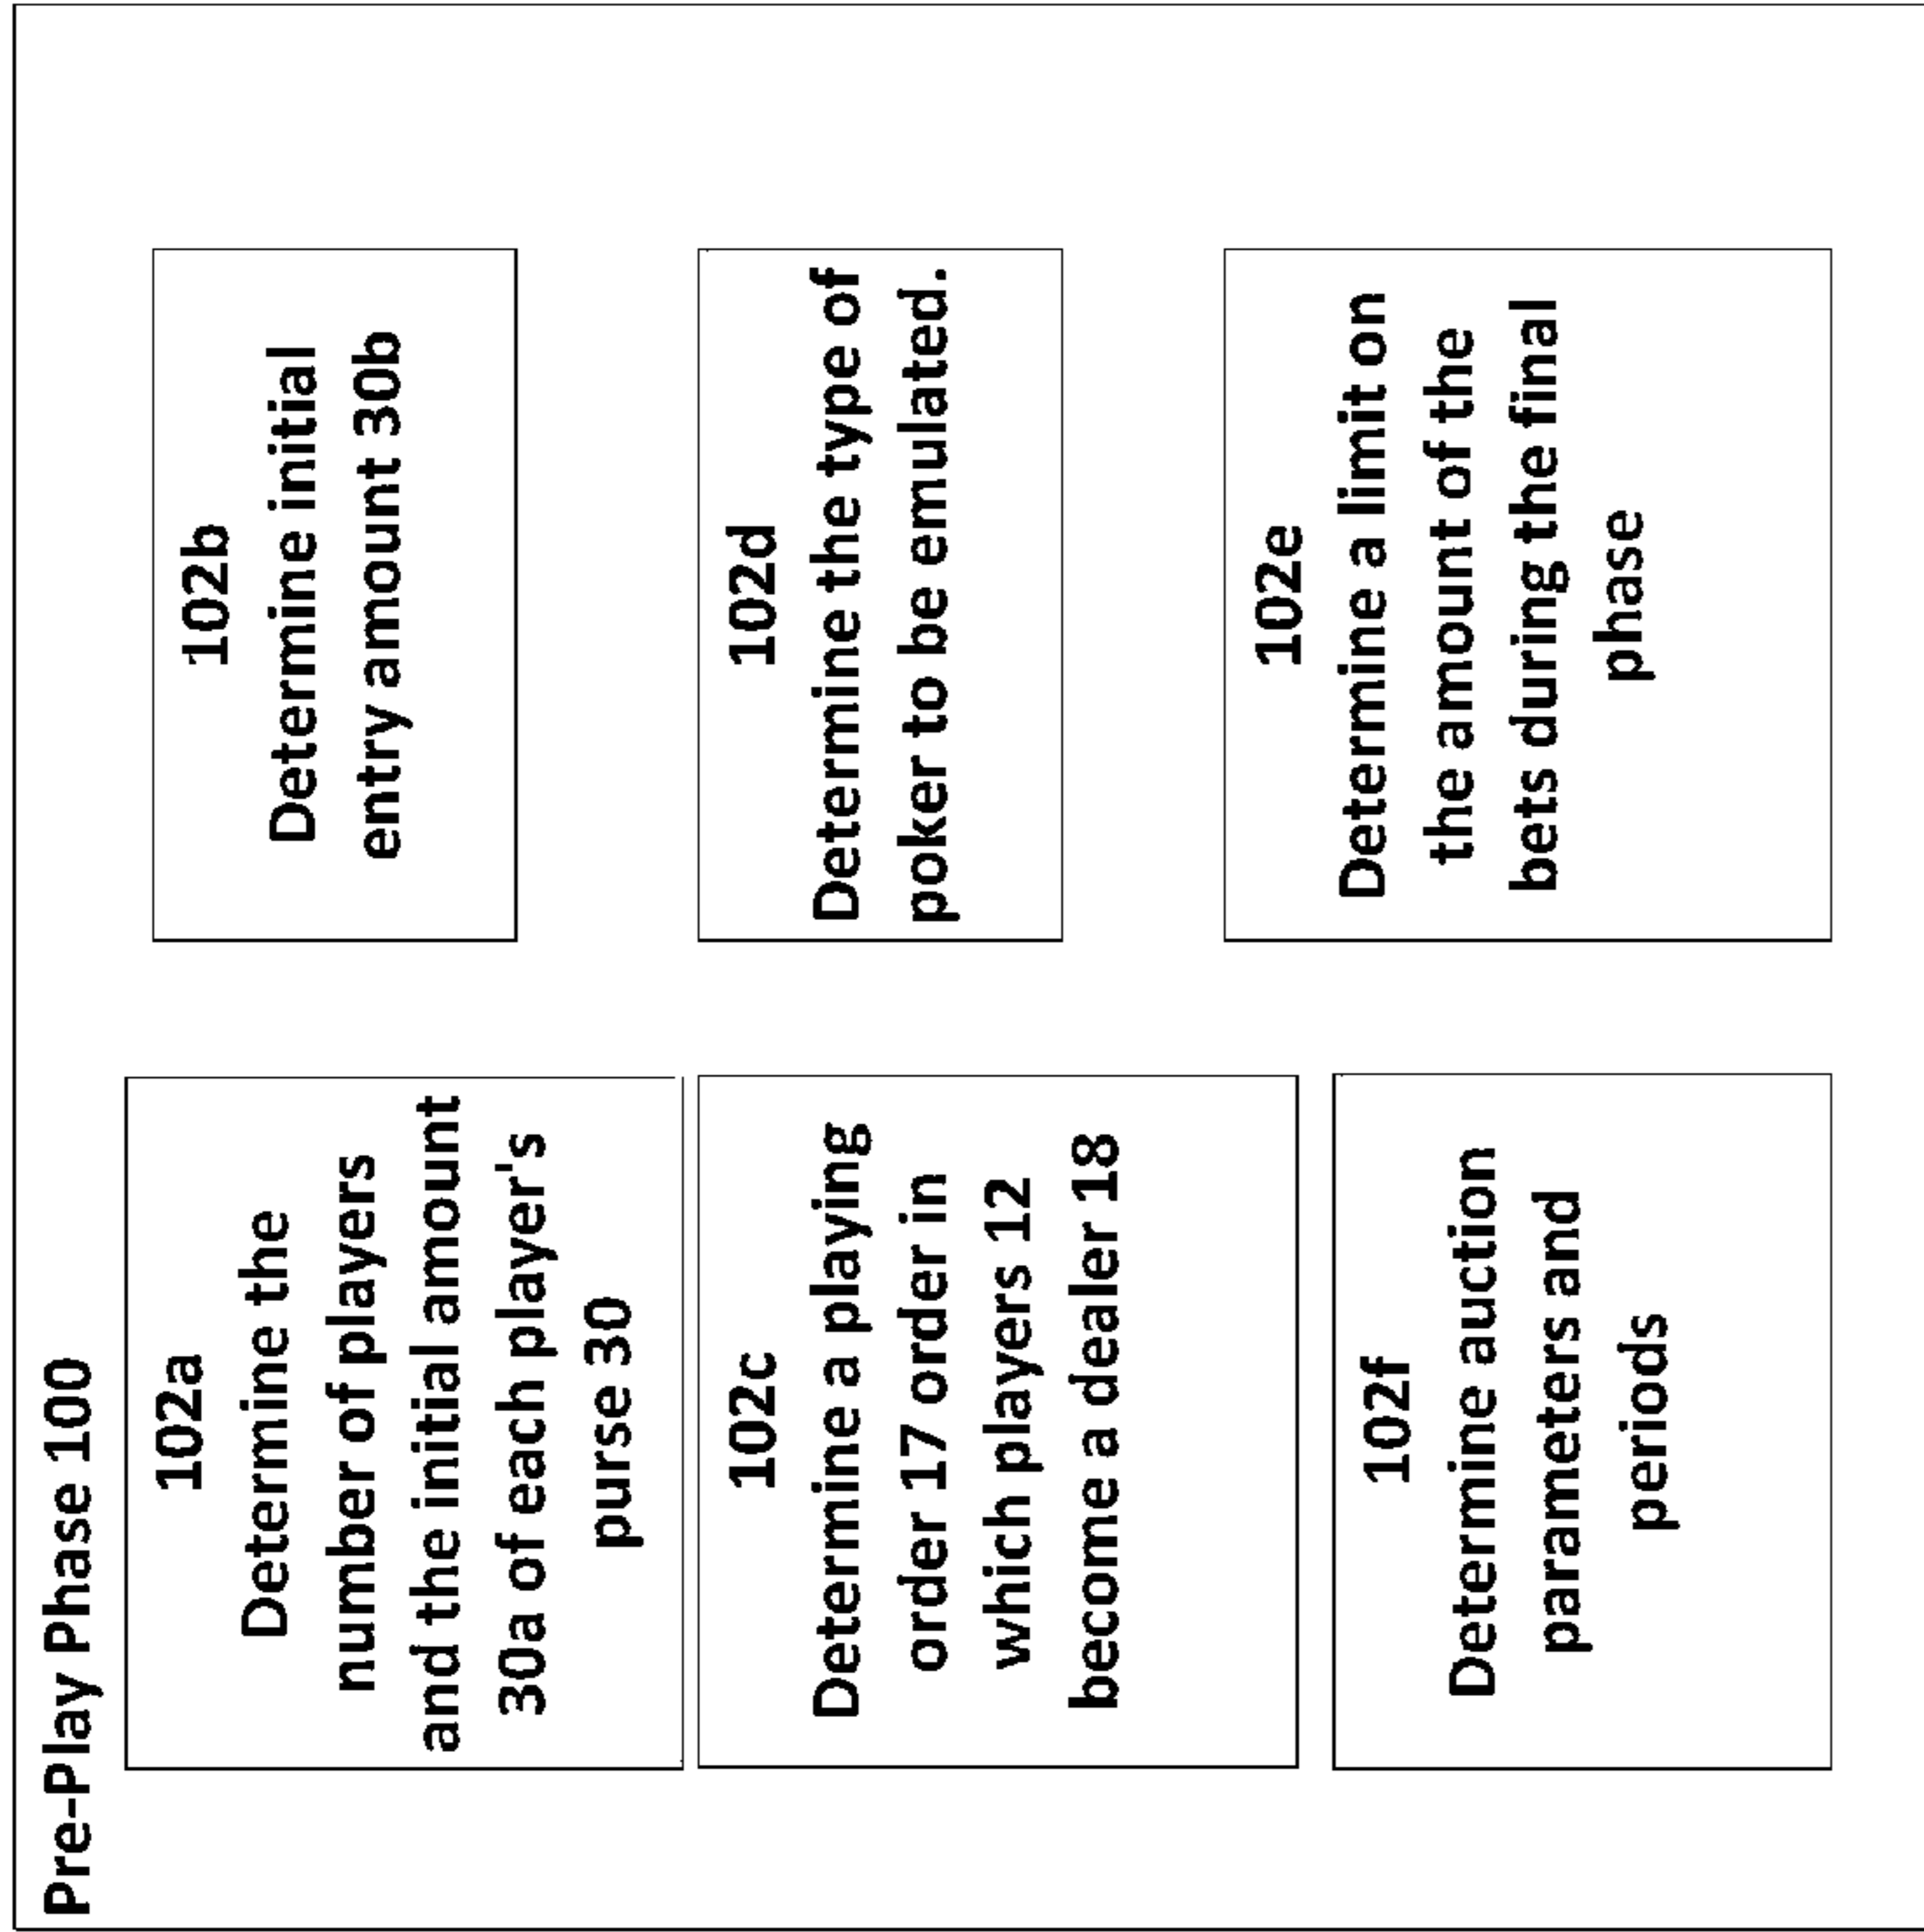 Pre-Play Phase 100
102a
Determine the
number of players
and the initial amount
30a of each player's
purse 30
102b
Determine initial
entry amount 30b
102c
Determine a playing
order 17 order in
which players 12
become a dealer 18
102d
Determine the type of
poker to be emulated.
102f
Determine auction
parameters and
periods
102e
Determine a limit on
the amount of the
bets during the final
phase